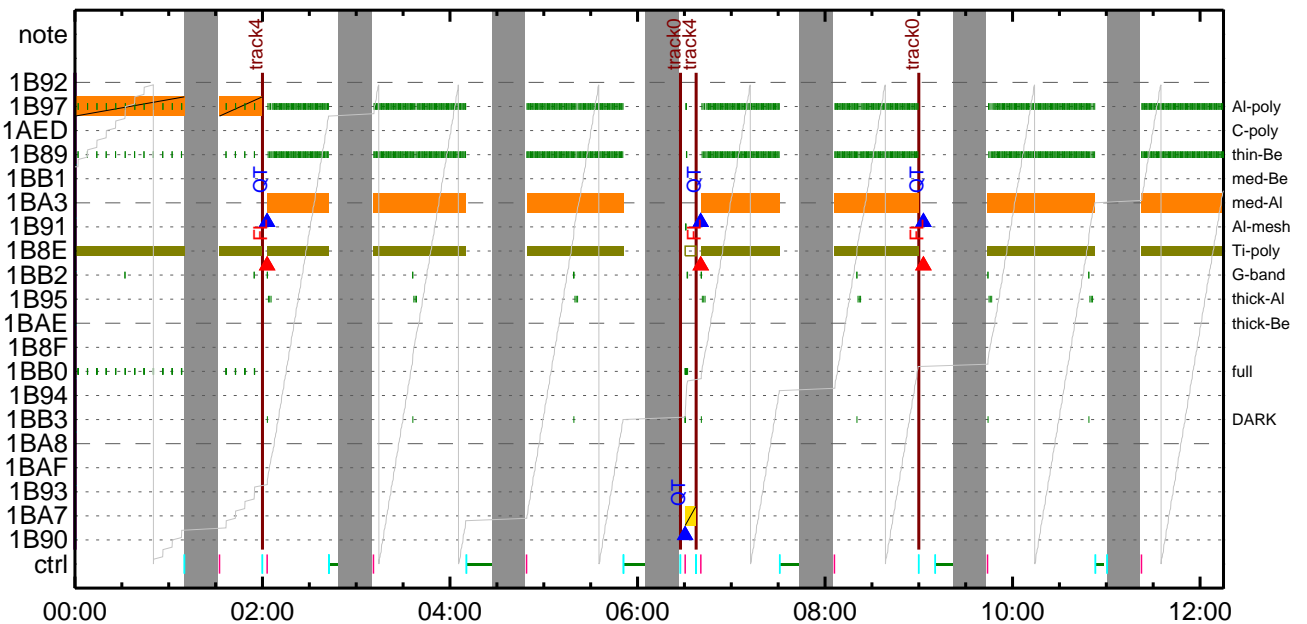 note
track4
track0
track4
track0
1B92
1B97 Al-poly
1AED C-poly
1B89 thin-Be
1BB1 QT QT QT med-Be
1BA3 med-Al
1B91 Al-mesh
1B8E Ti-poly
1BB2 G-band
1B95 thick-Al
1BAE thick-Be
1B8F
1BB0 full
1B94
1BB3 DARK
1BA8
1BAF
1B93 QT
1BA7
1B90
ctrl
00:00 02:00 04:00 06:00 08:00 10:00 12:00